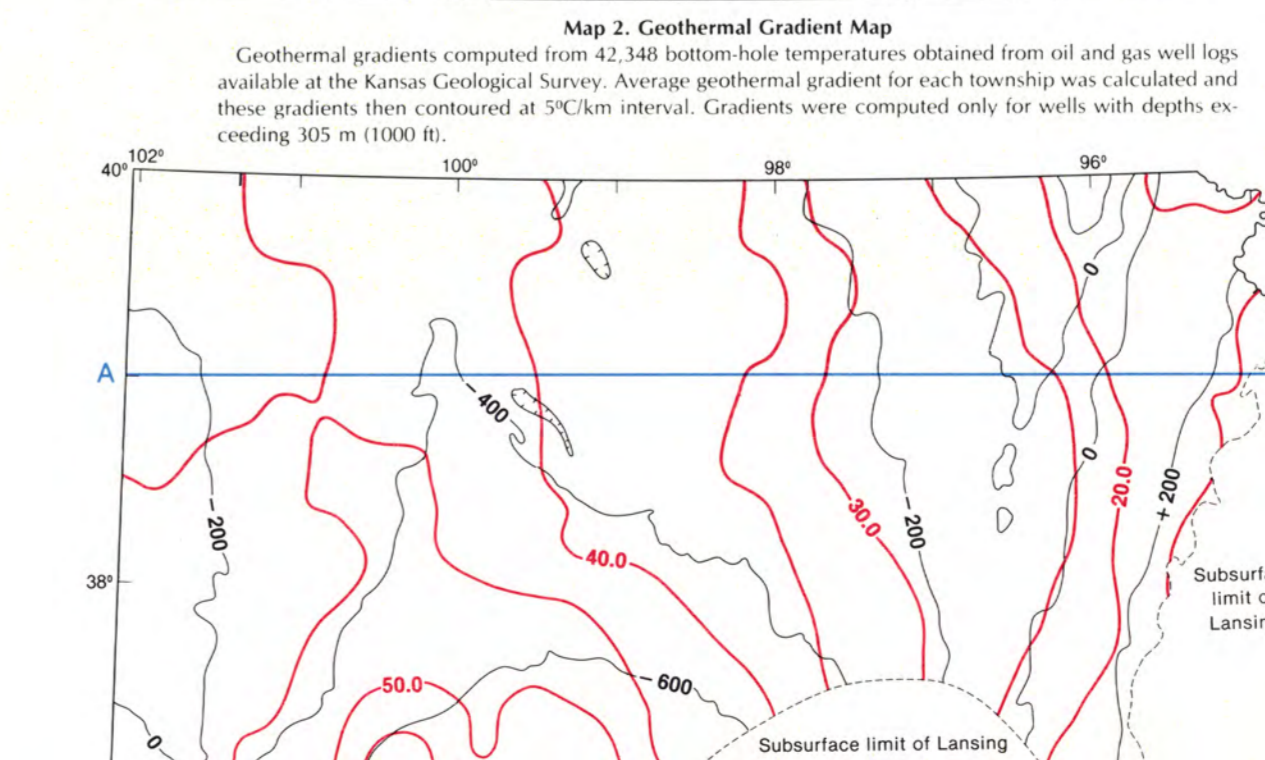 Map 2. Geothermal Gradient Map
Geothermal gradients computed from 42,348 bottom-hole temperatures obtained from oil and gas well logs
available at the Kansas Geological Survey. Average geothermal gradient for each township was calculated and
these gradients then contoured at 5ºC/km interval. Gradients were computed only for wells with depths ex-
ceeding 305 m (1000 ft).
102º
40º
100º
98º
96º
0
A
-400
0
-200
30.0
-200
20.0
+200
40.0
38º
Subsurf
limit
Lansin
50.0
-600
0
Subsurface limit of Lansing